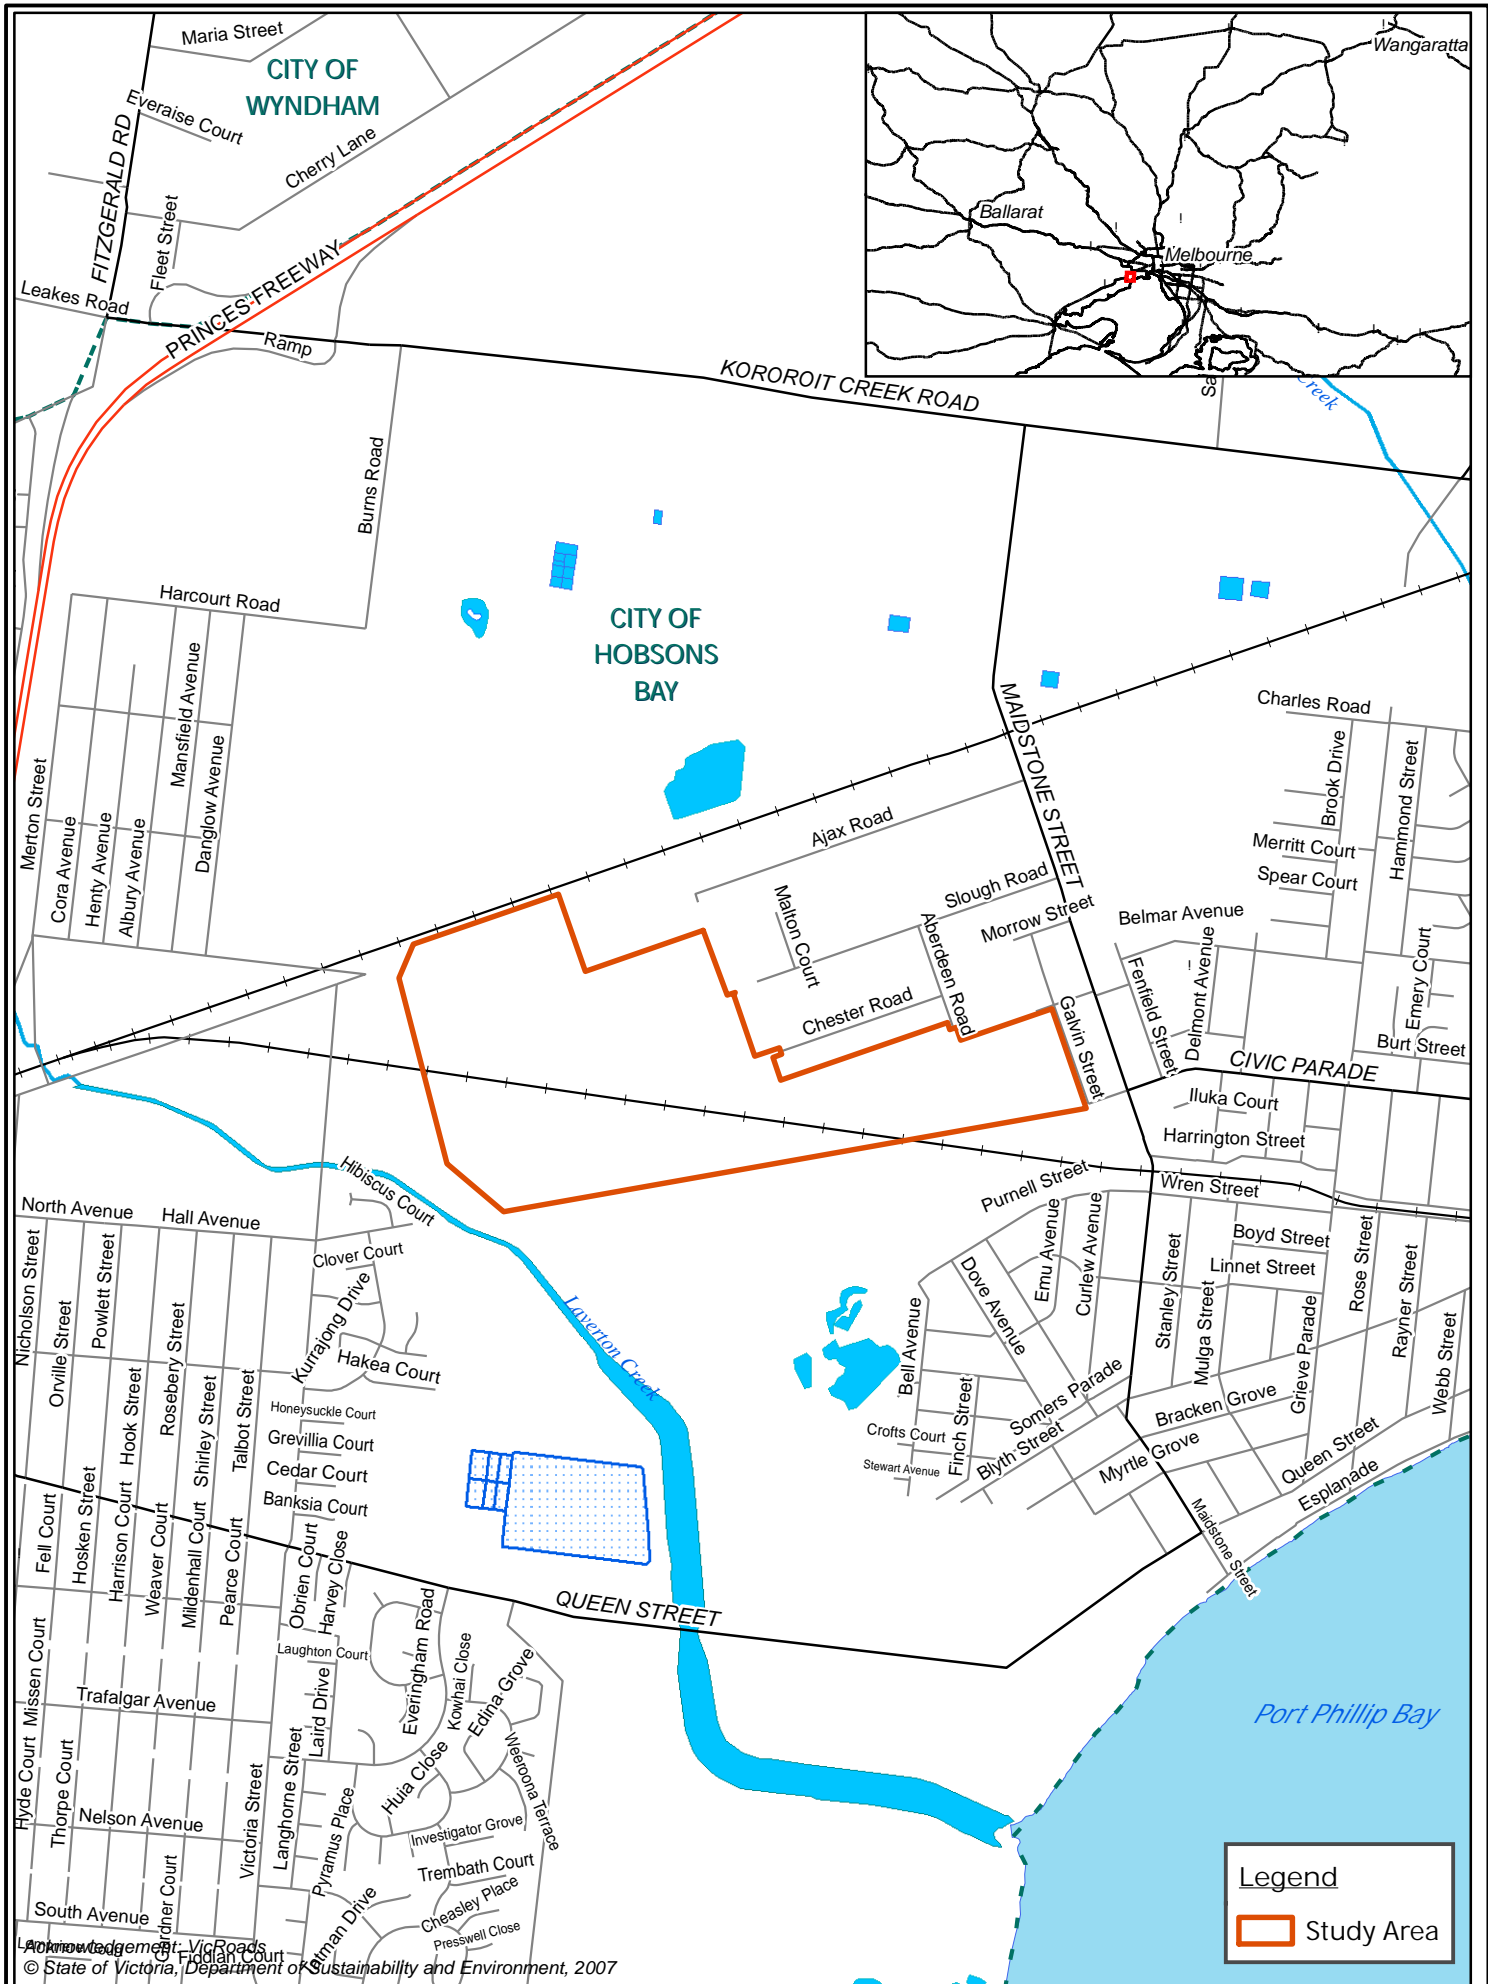 Maria Street
CITY OF
WYNDHAM
Everaise Court
Cherry Lane
FITZGERALD RD
Fleet Street
Leakes Road
PRINCES FREEWAY
Ramp
Wangaratta
Ballarat
Melbourne
KOROROIT CREEK ROAD
Creek
Burns Road
Harcourt Road
CITY OF
HOBSONS
BAY
Mansfield Avenue
Danglow Avenue
Merton Street
Cora Avenue
Henty Avenue
Albury Avenue
MAIDSTONE STREET
Charles Road
Brook Drive
Hammond Street
Merritt Court
Spear Court
Ajax Road
Slough Road
Malton Court
Morrow Street
Aberdeen Road
Belmar Avenue
Fenfield Street
Delmont Avenue
Emery Court
Chester Road
Galvin Street
Burt Street
CIVIC PARADE
Iluka Court
Harrington Street
Hibiscus Court
Purnell Street
Wren Street
North Avenue
Hall Avenue
Clover Court
Kurrajong Drive
Hakea Court
Honeysuckle Court
Grevillia Court
Cedar Court
Banksia Court
Nicholson Street
Orville Street
Powlett Street
Hook Street
Rosebery Street
Shirley Street
Talbot Street
Laverton Creek
Emu Avenue
Curlew Avenue
Dove Avenue
Bell Avenue
Stanley Street
Mulga Street
Boyd Street
Linnet Street
Rose Street
Rayner Street
Grieve Parade
Webb Street
Somers Parade
Bracken Grove
Crofts Court
Finch Street
Stewart Avenue
Blyth Street
Myrtle Grove
Queen Street
Esplanade
Maidstone Street
Fell Court
Hosken Street
Harrison Court
Weaver Court
Mildenhall Court
Pearce Court
Obrien Court
Harvey Close
QUEEN STREET
Laughton Court
Everingham Road
Kowhai Close
Edina Grove
Missen Court
Trafalgar Avenue
Laird Drive
Hyde Court
Thorpe Court
Nelson Avenue
Victoria Street
Langhorne Street
Pyramus Place
Huia Close
Weeroona Terrace
Investigator Grove
Trembath Court
Cheasley Place
Presswell Close
South Avenue
Gardner Court
Fiddian Court
Port Phillip Bay
Legend
Study Area
Acknowledgement: VicRoads
© State of Victoria, Department of Sustainability and Environment, 2007